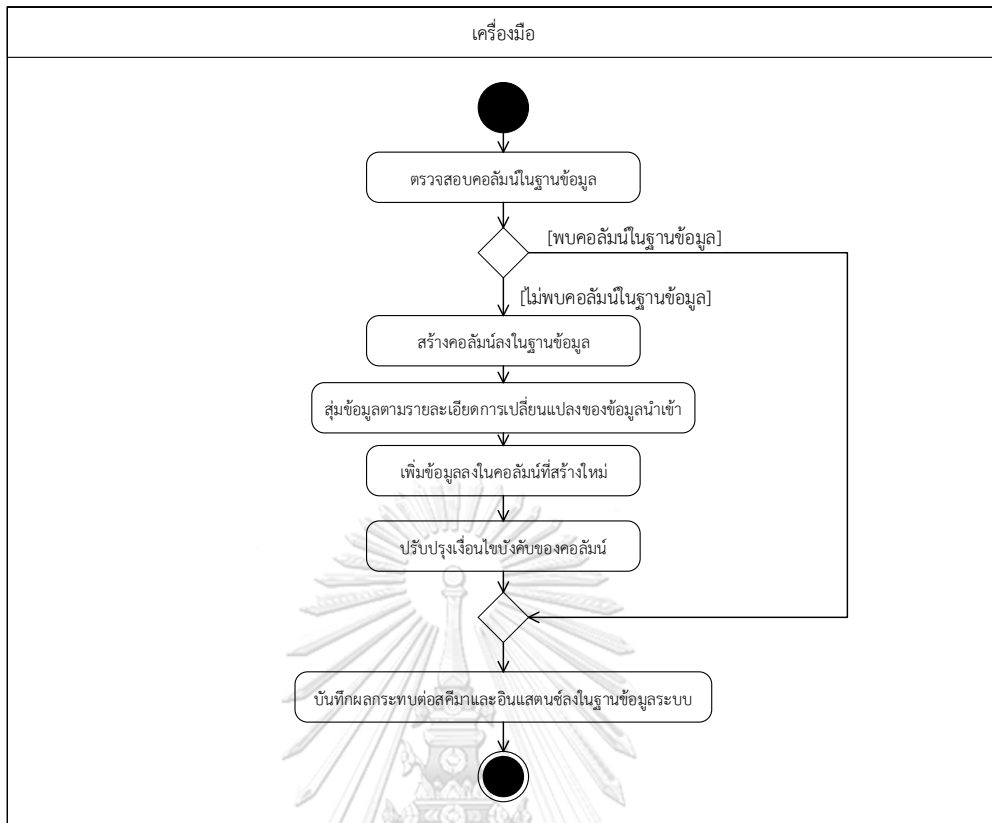 เครื่องมือ
ตรวจสอบคอลัมน์ในฐานข้อมูล
[พบคอลัมน์ในฐานข้อมูล]
[ไม่พบคอลัมน์ในฐานข้อมูล]
สร้างคอลัมน์ลงในฐานข้อมูล
สุ่มข้อมูลตามรายละเอียดการเปลี่ยนแปลงของข้อมูลนำเข้า
เพิ่มข้อมูลลงในคอลัมน์ที่สร้างใหม่
ปรับปรุงเงื่อนไขบังคับของคอลัมน์
บันทึกผลกระทบต่อสคีมาและอินแสตนซ์ลงในฐานข้อมูลระบบ